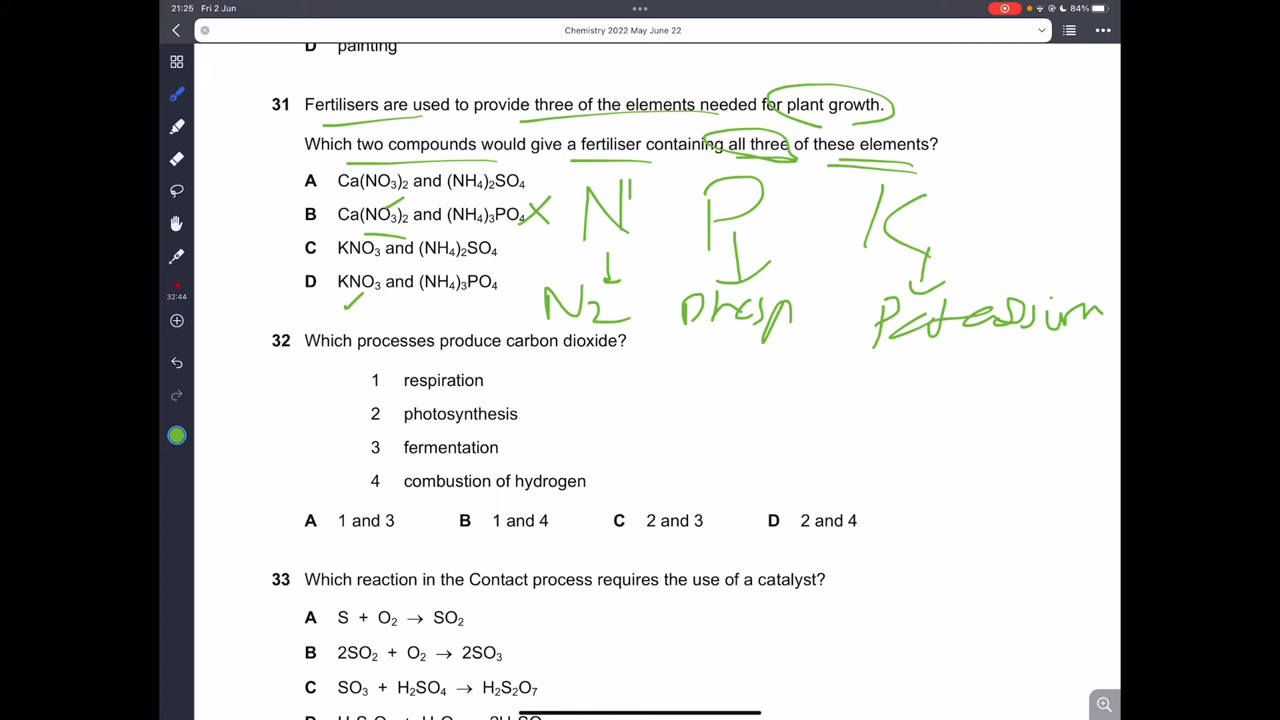 21:25 Fri 2 Jun
84%
Chemistry 2022 May June 22
D painting
31 Fertilisers are used to provide three of the elements needed for plant growth.
Which two compounds would give a fertiliser containing all three of these elements?
A Ca(NO₃)₂ and (NH₄)₂SO₄
B Ca(NO₃)₂ and (NH₄)₃PO₄
C KNO₃ and (NH₄)₂SO₄
D KNO₃ and (NH₄)₃PO₄
N P K
N2 Phosp Potassium
32:44
32 Which processes produce carbon dioxide?
1 respiration
2 photosynthesis
3 fermentation
4 combustion of hydrogen
A 1 and 3 B 1 and 4 C 2 and 3 D 2 and 4
33 Which reaction in the Contact process requires the use of a catalyst?
A S + O₂ → SO₂
B 2SO₂ + O₂ → 2SO₃
C SO₃ + H₂SO₄ → H₂S₂O₇